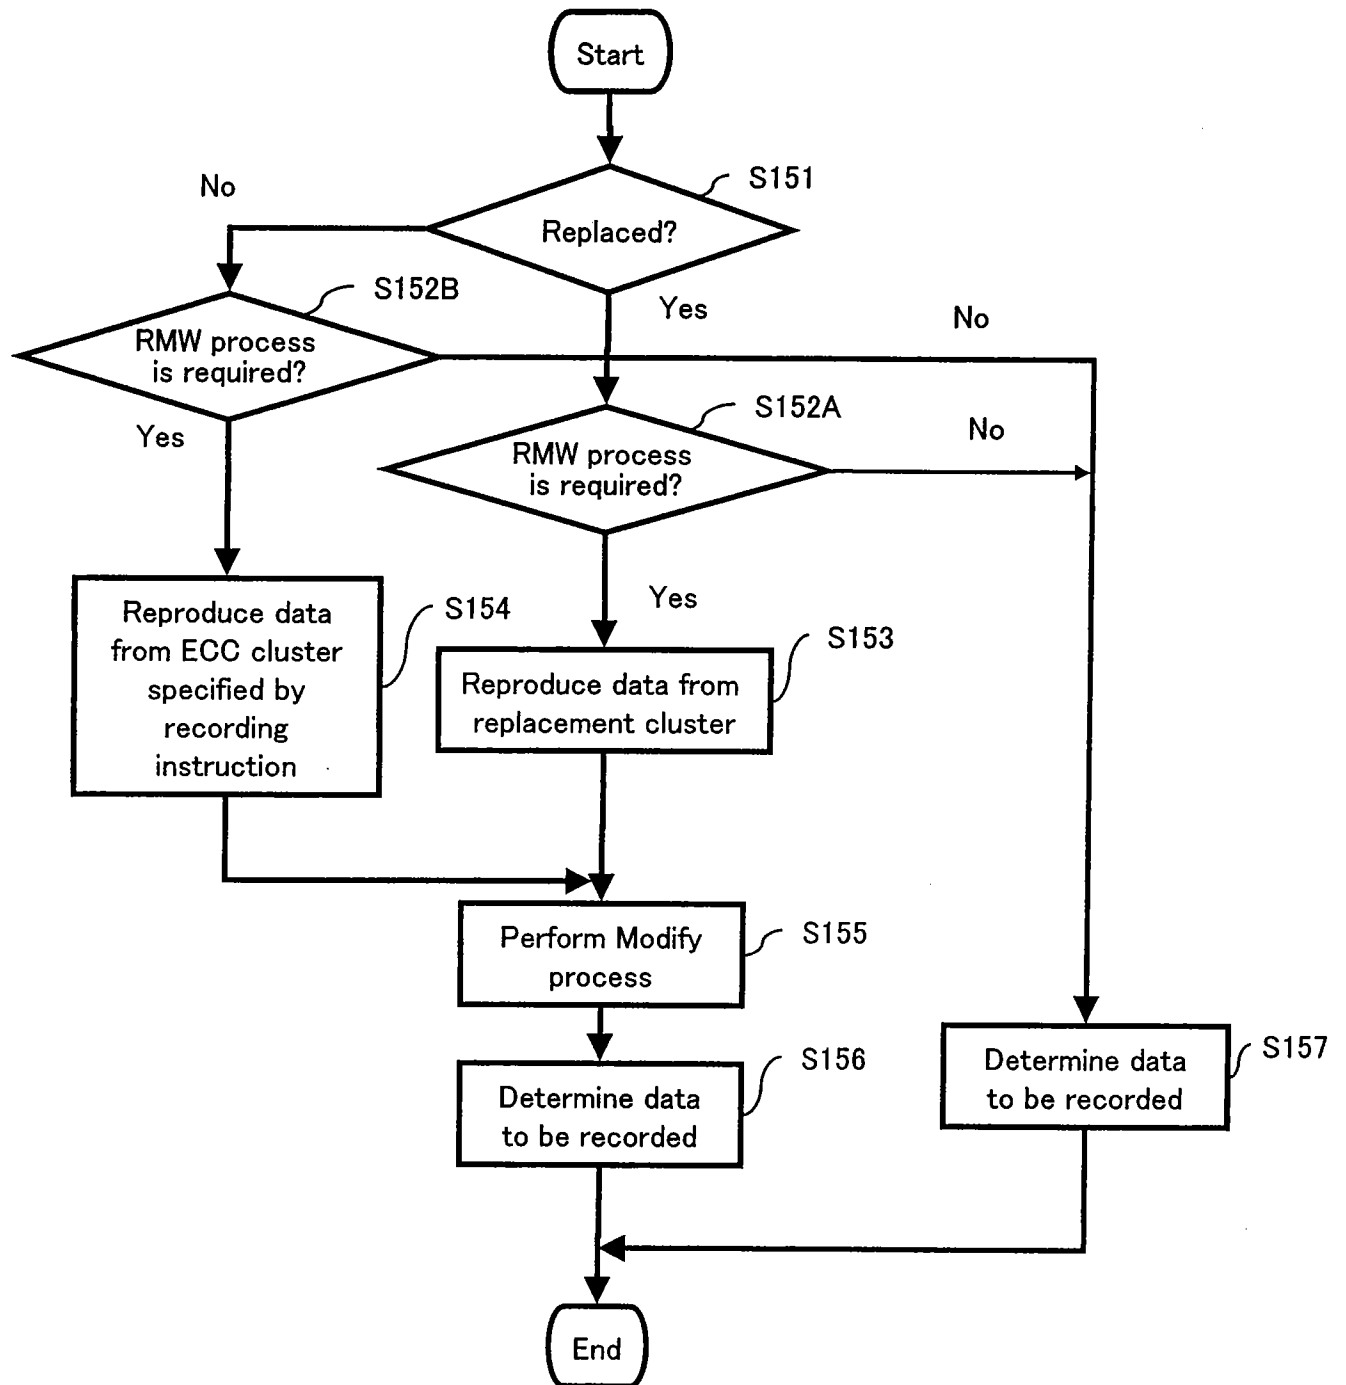 Start
S151
No
Replaced?
S152B
Yes
No
RMW process
is required?
S152A
Yes
No
RMW process
is required?
Yes
S154
Reproduce data
from ECC cluster
specified by
recording
instruction
S153
Reproduce data from
replacement cluster
S155
Perform Modify
process
S156
Determine data
to be recorded
S157
Determine data
to be recorded
End